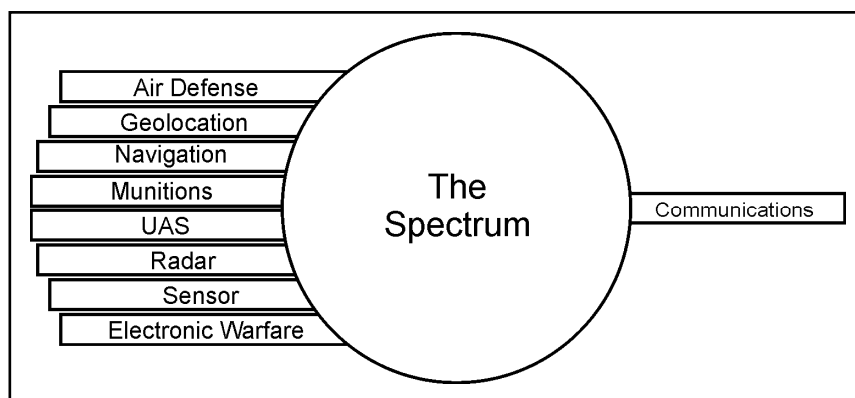 Air Defense
Geolocation
Navigation
Munitions
UAS
Radar
Sensor
Electronic Warfare
The
Spectrum
Communications